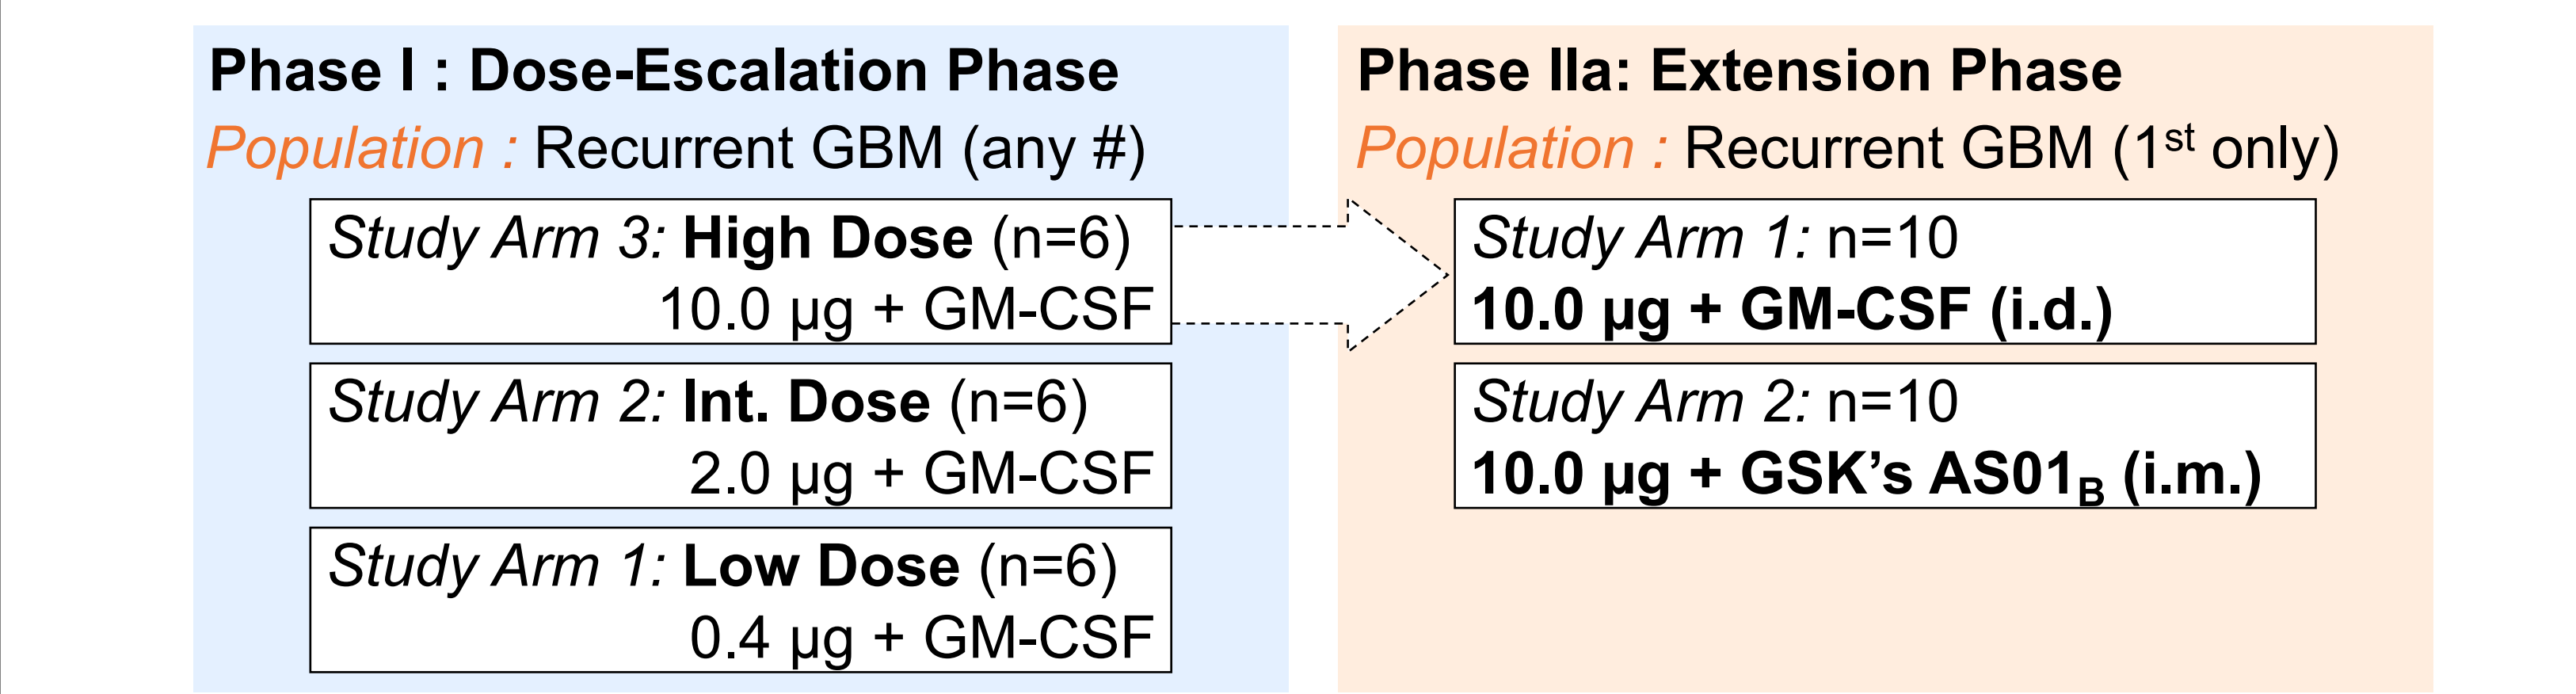 Phase I : Dose-Escalation Phase
Population : Recurrent GBM (any #)
Study Arm 3: High Dose (n=6)
10.0 µg + GM-CSF
Study Arm 2: Int. Dose (n=6)
2.0 µg + GM-CSF
Study Arm 1: Low Dose (n=6)
0.4 µg + GM-CSF
Phase IIa: Extension Phase
Population : Recurrent GBM (1st only)
Study Arm 1: n=10
10.0 µg + GM-CSF (i.d.)
Study Arm 2: n=10
10.0 µg + GSK’s AS01B (i.m.)